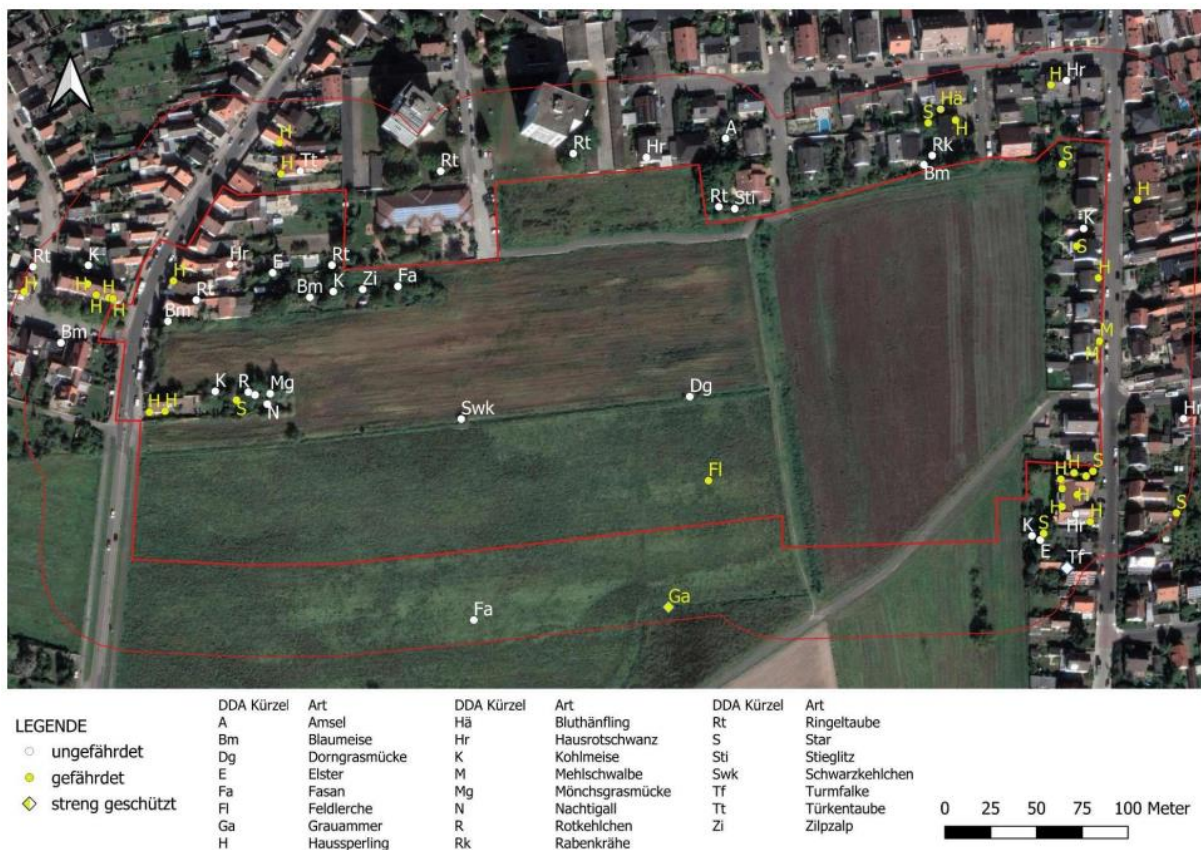 H
Hr
Hä
S
H
A
H
H
Tt
Rt
Rt
Hr
Rk
Bm
S
H
Rt
Sti
K
S
Rt
K
Hr
E
Rt
H
H
H
H
H
H
Rt
Bm
K
Zi
Fa
Bm
Bm
M
M
K
R
Mg
S
N
H
H
Swk
Dg
Hr
Fl
H
H
S
H
H
H
Hr
S
K
S
E
Tf
Ga
Fa
LEGENDE
ungefährdet
gefährdet
streng geschützt
DDA Kürzel Art
A Amsel
Bm Blaumeise
Dg Dorngrasmücke
E Elster
Fa Fasan
Fl Feldlerche
Ga Grauammer
H Haussperling
DDA Kürzel Art
Hä Bluthänfling
Hr Hausrotschwanz
K Kohlmeise
M Mehlschwalbe
Mg Mönchsgrasmücke
N Nachtigall
R Rotkehlchen
Rk Rabenkrähe
DDA Kürzel Art
Rt Ringeltaube
S Star
Sti Stieglitz
Swk Schwarzkehlchen
Tf Turmfalke
Tt Türkentaube
Zi Zilpzalp
0 25 50 75 100 Meter